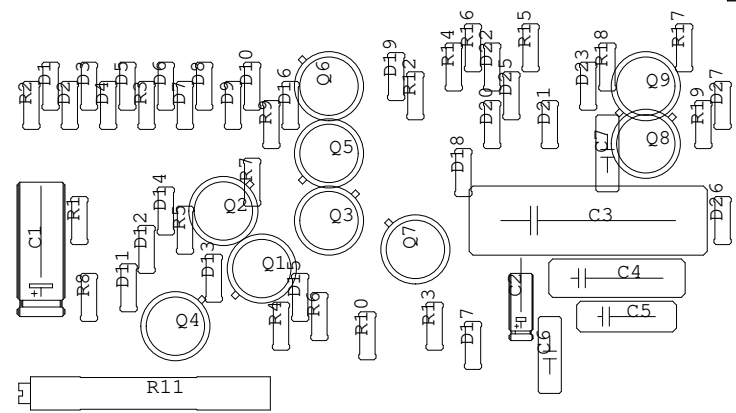 R16
R15
R17
R14
D22
R18
D19
D23
D1
D3
D5
D6
D8
D10
Q6
R12
D25
Q9
R2
D2
D4
R3
D7
D9
D16
D27
R9
D20
D21
R19
Q5
C7
Q8
D18
R7
D14
R1
R5
Q2
Q3
C3
D26
D12
C1
Q7
D13
Q1
D11
D15
C4
R8
C2
R4
R6
R13
C5
Q4
R10
D17
C6
R11